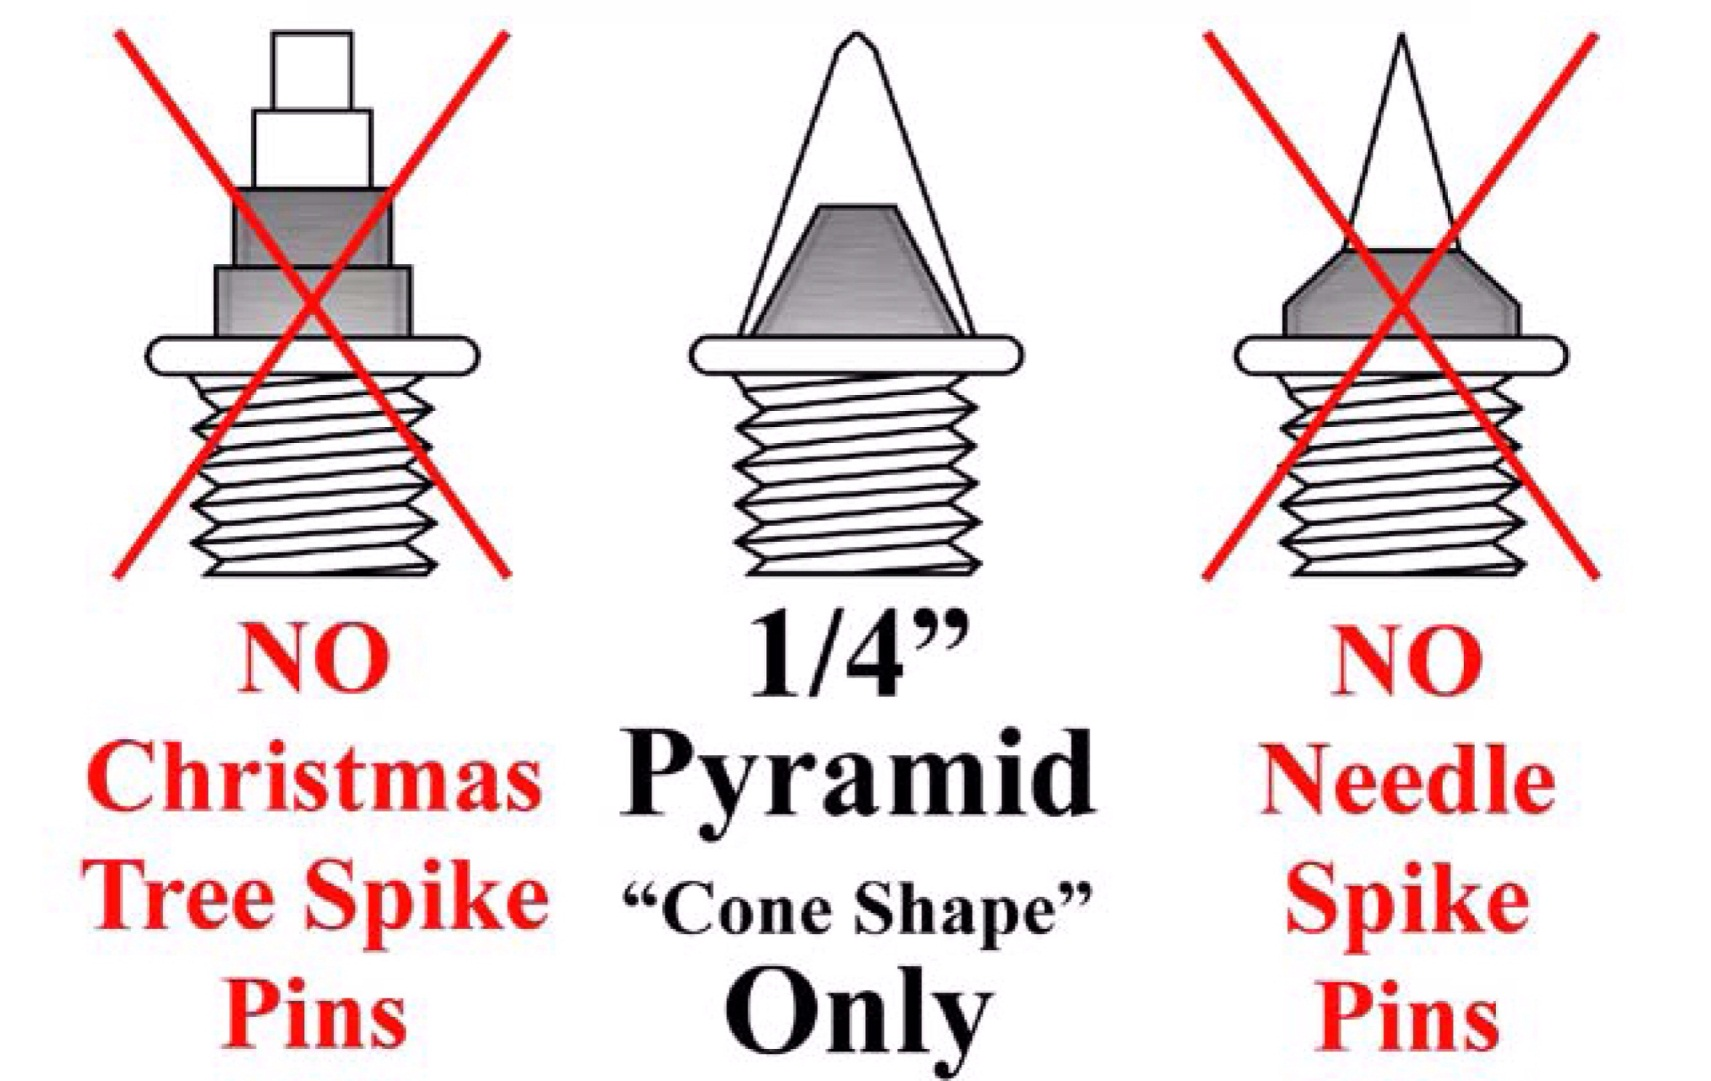 NO
Christmas
Tree Spike
Pins
1/4”
Pyramid
“Cone Shape”
Only
NO
Needle
Spike
Pins